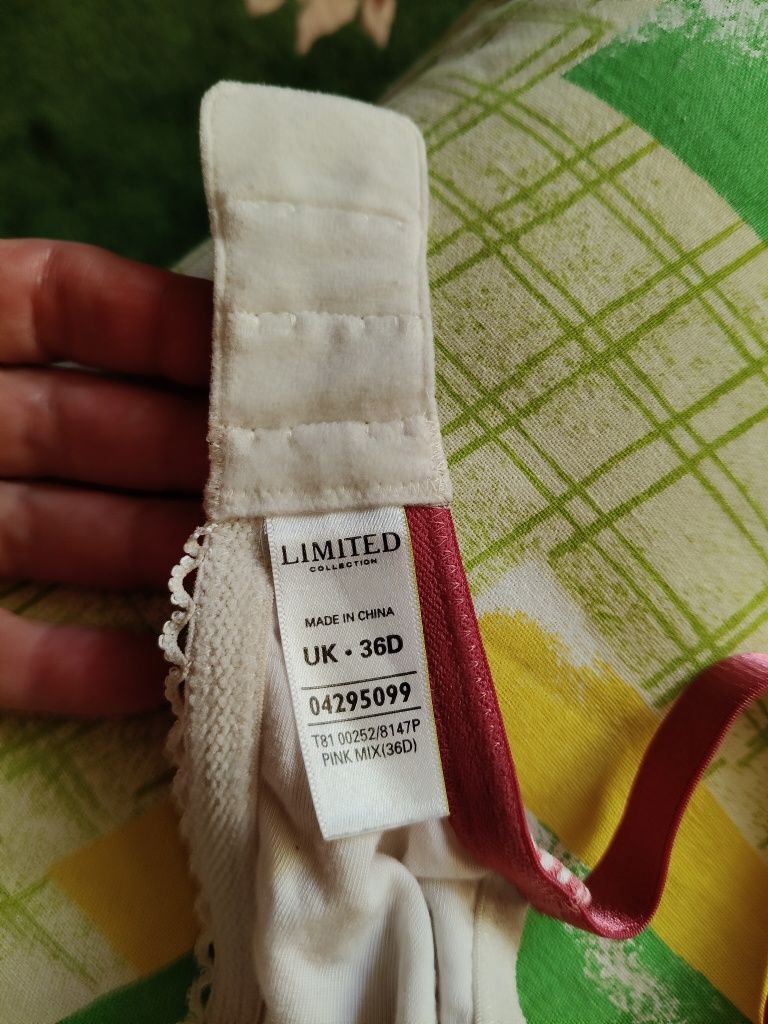 LIMITED
COLLECTION
MADE IN CHINA
UK • 36D
04295099
T81 00252/8147P
PINK MIX(36D)